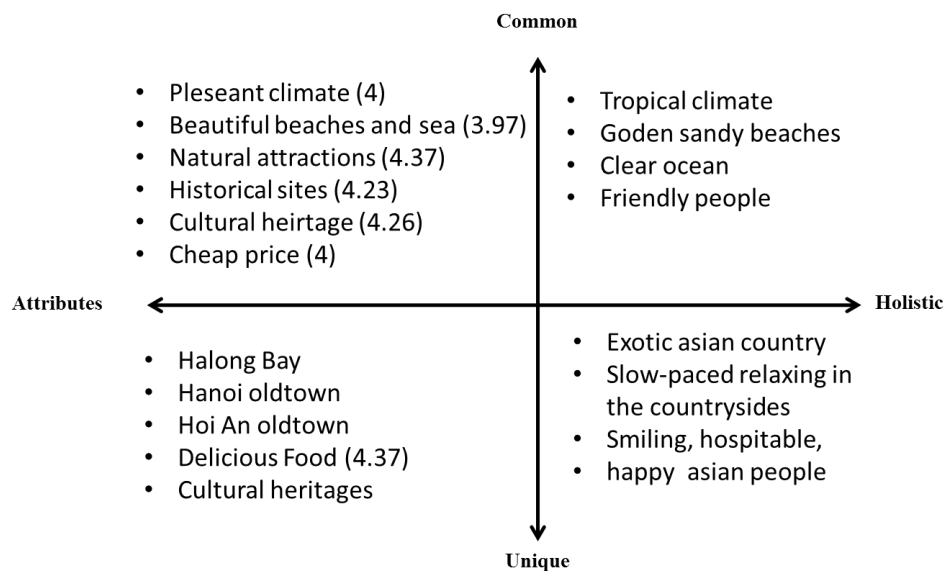 Common
• Pleseant climate (4)
• Beautiful beaches and sea (3.97)
• Natural attractions (4.37)
• Historical sites (4.23)
• Cultural heirtage (4.26)
• Cheap price (4)
• Tropical climate
• Goden sandy beaches
• Clear ocean
• Friendly people
Attributes
Holistic
• Halong Bay
• Hanoi oldtown
• Hoi An oldtown
• Delicious Food (4.37)
• Cultural heritages
• Exotic asian country
• Slow-paced relaxing in
the countrysides
• Smiling, hospitable,
• happy asian people
Unique